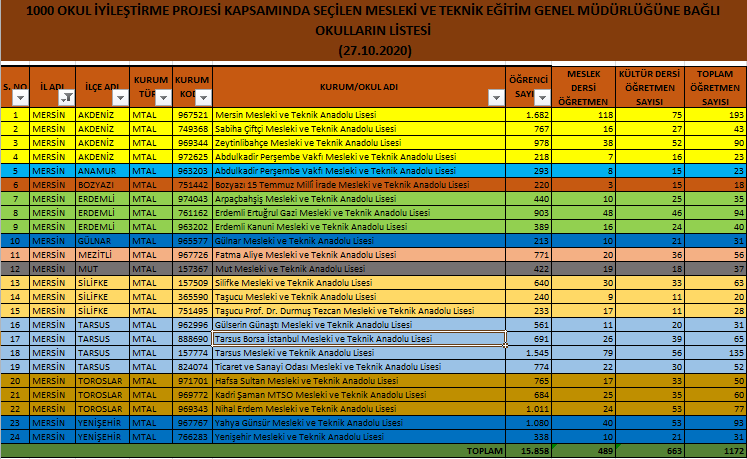 1000 OKUL İYİLEŞTİRME PROJESİ KAPSAMINDA SEÇİLEN MESLEKİ VE TEKNİK EĞİTİM GENEL MÜDÜRLÜĞÜNE BAĞLI
OKULLARIN LİSTESİ
(27.10.2020)
S. NO İL ADI İLÇE ADI KURUM TÜR KURUM KOD KURUM/OKUL ADI ÖĞRENCİ SAYI MESLEK DERSİ ÖĞRETMEN KÜLTÜR DERSİ ÖĞRETMEN SAYISI TOPLAM ÖĞRETMEN SAYISI
1 MERSİN AKDENİZ MTAL 967521 Mersin Mesleki ve Teknik Anadolu Lisesi 1.682 118 75 193
2 MERSİN AKDENİZ MTAL 749368 Sabiha Çiftçi Mesleki ve Teknik Anadolu Lisesi 767 16 27 43
3 MERSİN AKDENİZ MTAL 969344 Zeytinlibahçe Mesleki ve Teknik Anadolu Lisesi 978 38 52 90
4 MERSİN AKDENİZ MTAL 972625 Abdulkadir Perşembe Vakfı Mesleki ve Teknik Anadolu Lisesi 218 7 16 23
5 MERSİN ANAMUR MTAL 963203 Abdulkadir Perşembe Vakfı Mesleki ve Teknik Anadolu Lisesi 293 8 15 23
6 MERSİN BOZYAZI MTAL 751442 Bozyazı 15 Temmuz Millî İrade Mesleki ve Teknik Anadolu Lisesi 220 3 15 18
7 MERSİN ERDEMLİ MTAL 974043 Arpaçbahşiş Mesleki ve Teknik Anadolu Lisesi 440 10 25 35
8 MERSİN ERDEMLİ MTAL 761162 Erdemli Ertuğrul Gazi Mesleki ve Teknik Anadolu Lisesi 903 48 46 94
9 MERSİN ERDEMLİ MTAL 963202 Erdemli Kanuni Mesleki ve Teknik Anadolu Lisesi 389 16 24 40
10 MERSİN GÜLNAR MTAL 965577 Gülnar Mesleki ve Teknik Anadolu Lisesi 213 10 21 31
11 MERSİN MEZİTLİ MTAL 967726 Fatma Aliye Mesleki ve Teknik Anadolu Lisesi 771 20 36 56
12 MERSİN MUT MTAL 157367 Mut Mesleki ve Teknik Anadolu Lisesi 422 19 18 37
13 MERSİN SİLİFKE MTAL 157509 Silifke Mesleki ve Teknik Anadolu Lisesi 640 30 33 63
14 MERSİN SİLİFKE MTAL 365590 Taşucu Mesleki ve Teknik Anadolu Lisesi 240 9 11 20
15 MERSİN SİLİFKE MTAL 751495 Taşucu Prof. Dr. Durmuş Tezcan Mesleki ve Teknik Anadolu Lisesi 233 17 11 28
16 MERSİN TARSUS MTAL 962996 Gülserin Günaştı Mesleki ve Teknik Anadolu Lisesi 561 11 20 31
17 MERSİN TARSUS MTAL 888690 Tarsus Borsa İstanbul Mesleki ve Teknik Anadolu Lisesi 691 26 39 65
18 MERSİN TARSUS MTAL 157774 Tarsus Mesleki ve Teknik Anadolu Lisesi 1.545 79 56 135
19 MERSİN TARSUS MTAL 824074 Ticaret ve Sanayi Odası Mesleki ve Teknik Anadolu Lisesi 774 22 30 52
20 MERSİN TOROSLAR MTAL 971701 Hafsa Sultan Mesleki ve Teknik Anadolu Lisesi 765 17 33 50
21 MERSİN TOROSLAR MTAL 969772 Kadri Şaman MTSO Mesleki ve Teknik Anadolu Lisesi 684 25 35 60
22 MERSİN TOROSLAR MTAL 969343 Nihal Erdem Mesleki ve Teknik Anadolu Lisesi 1.011 24 53 77
23 MERSİN YENİŞEHİR MTAL 967767 Yahya Günsür Mesleki ve Teknik Anadolu Lisesi 1.080 40 53 93
24 MERSİN YENİŞEHİR MTAL 766283 Yenişehir Mesleki ve Teknik Anadolu Lisesi 338 10 21 31
TOPLAM 15.858 489 663 1172